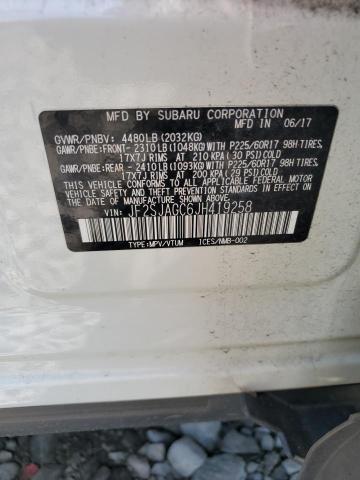 MFD. BY SUBARU CORPORATION
GVWR/PNBV: 4480LB (2032KG) IN 06/17
GAWR/PNBE:FRONT- 2310LB (1048KG)WITH P225/60R17 98H TIRES,
17X7J RIMS AT 210 KPA (30 PSI) COLD
GAWR/PNBE:REAR - 2410LB (1093KG)WITH P225/60R17 98H TIRES,
17X7J RIMS AT 200 KPA (29 PSI) COLD
THIS VEHICLE CONFORMS TO ALL APPLICABLE FEDERAL MOTOR
VEHICLE SAFETY AND BUMPER STANDARDS IN EFFECT ON THE
DATE OF MANUFACTURE SHOWN ABOVE.
VIN: JF2SJAGC6JH419258
TYPE:MPV/VTUM ICES/NMB-002